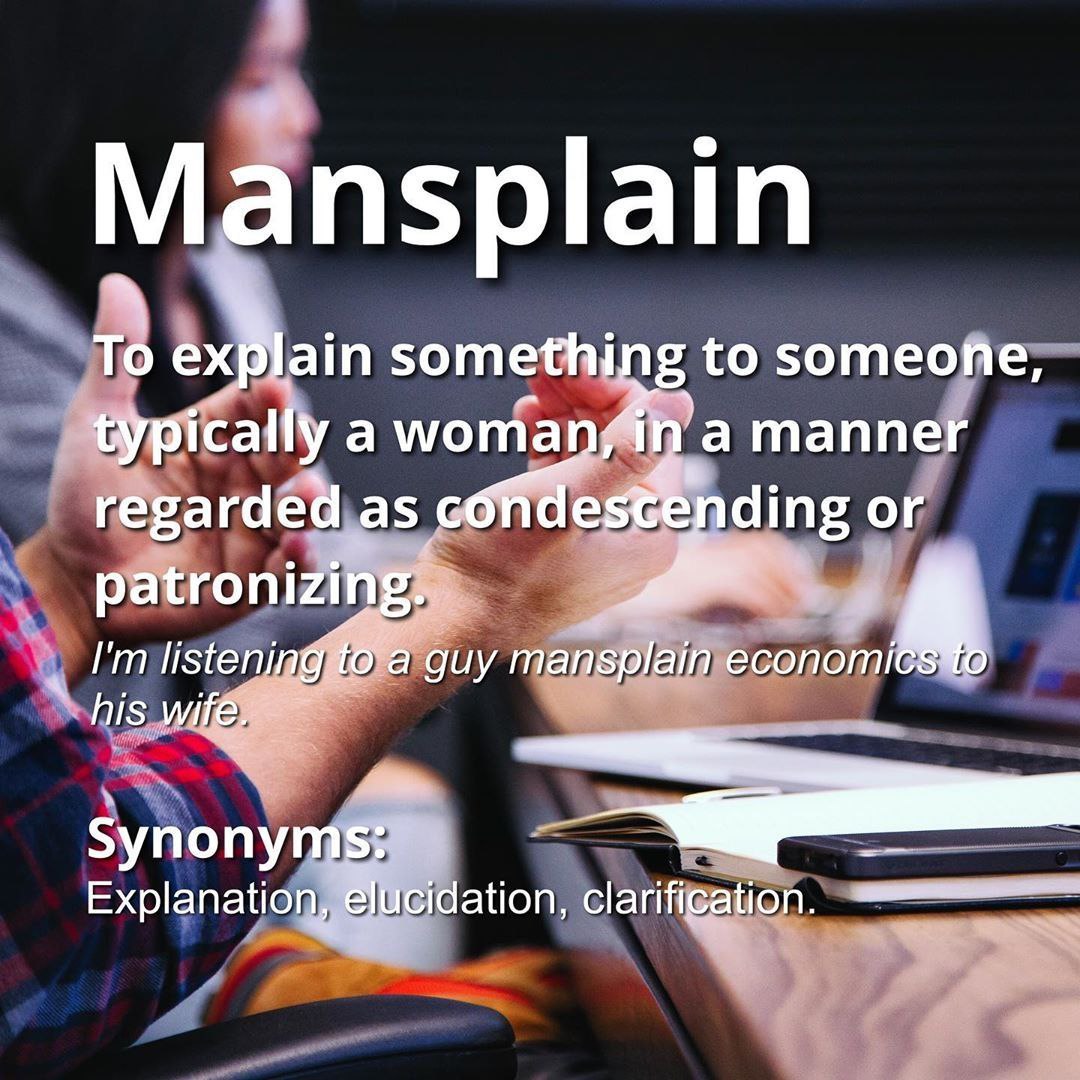 Mansplain
To explain something to someone,
typically a woman, in a manner
regarded as condescending or
patronizing.
I'm listening to a guy mansplain economics to
his wife.
Synonyms:
Explanation, elucidation, clarification.